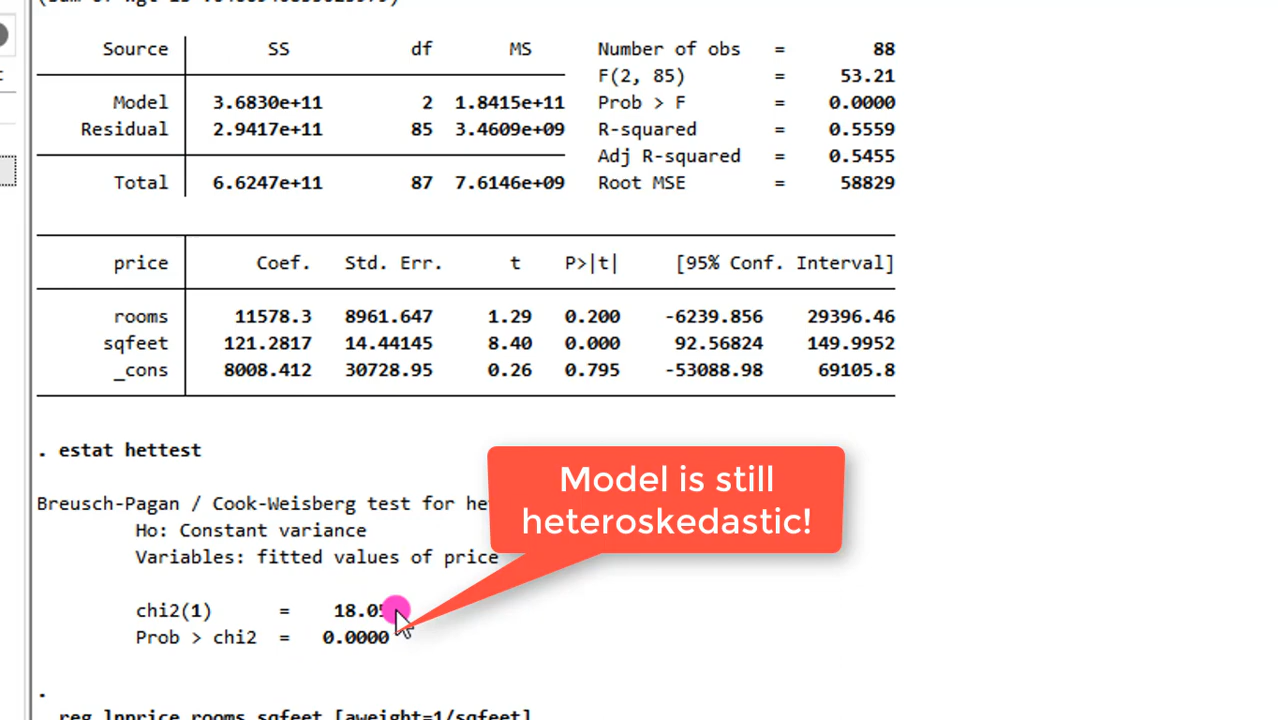 Source SS df MS Number of obs = 88
F(2, 85) = 53.21
Model 3.6830e+11 2 1.8415e+11 Prob > F = 0.0000
Residual 2.9417e+11 85 3.4609e+09 R-squared = 0.5559
Adj R-squared = 0.5455
Total 6.6247e+11 87 7.6146e+09 Root MSE = 58829
price Coef. Std. Err. t P>|t| [95% Conf. Interval]
rooms 11578.3 8961.647 1.29 0.200 -6239.856 29396.46
sqfeet 121.2817 14.44145 8.40 0.000 92.56824 149.9952
_cons 8008.412 30728.95 0.26 0.795 -53088.98 69105.8
. estat hettest
Model is still
heteroskedastic!
Breusch-Pagan / Cook-Weisberg test for
Ho: Constant variance
Variables: fitted values of price
chi2(1) = 18.0
Prob > chi2 = 0.0000
.
reg lnprice rooms sqfeet [aweight=1/sqfeet]